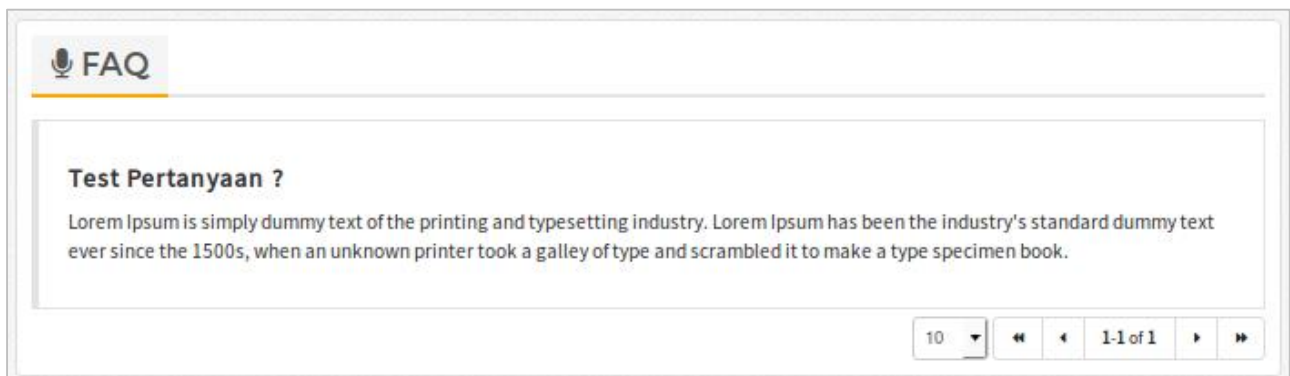 FAQ
Test Pertanyaan ?
Lorem Ipsum is simply dummy text of the printing and typesetting industry. Lorem Ipsum has been the industry's standard dummy text
ever since the 1500s, when an unknown printer took a galley of type and scrambled it to make a type specimen book.
10 1-1 of 1